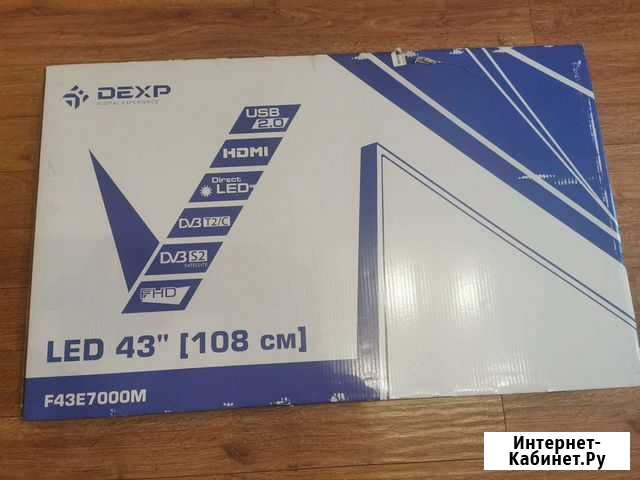 DEXP
DIGITAL EXPERIENCE
USB
2.0
HDMI
Direct
LED
DVB T2/C
DVB S2
SATELLITE
FHD
LED 43" [108 см]
F43E7000M
Интернет-
Кабинет.Ру